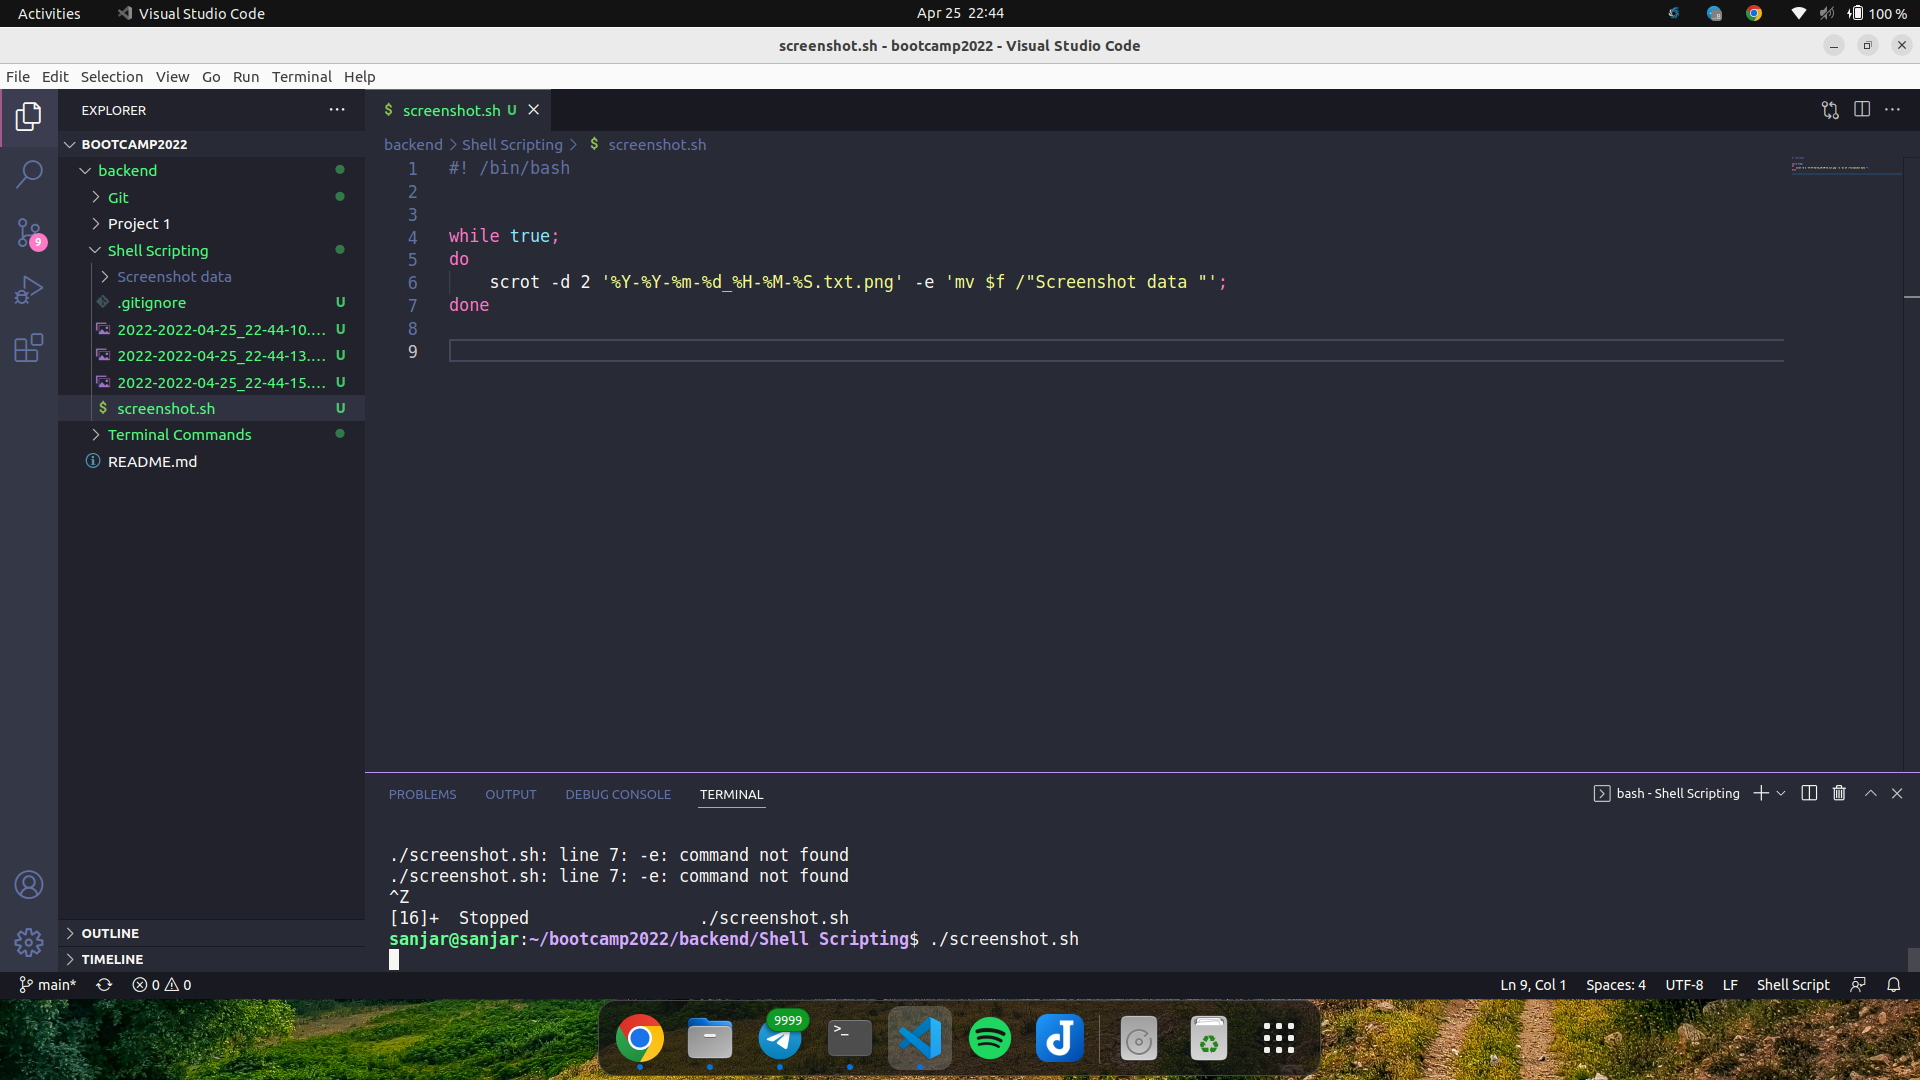 Activities
Visual Studio Code
Apr 25 22:44
100 %
screenshot.sh - bootcamp2022 - Visual Studio Code
File Edit Selection View Go Run Terminal Help
EXPLORER
screenshot.sh U
BOOTCAMP2022
backend
Git
Project 1
Shell Scripting
Screenshot data
.gitignore U
2022-2022-04-25_22-44-10.... U
2022-2022-04-25_22-44-13.... U
2022-2022-04-25_22-44-15.... U
$ screenshot.sh U
Terminal Commands
README.md
9
OUTLINE
TIMELINE
backend > Shell Scripting > $ screenshot.sh
1 #! /bin/bash
2
3
4 while true;
5 do
6 scrot -d 2 '%Y-%Y-%m-%d_%H-%M-%S.txt.png' -e 'mv $f /"Screenshot data "';
7 done
8
9
PROBLEMS OUTPUT DEBUG CONSOLE TERMINAL
bash - Shell Scripting
./screenshot.sh: line 7: -e: command not found
./screenshot.sh: line 7: -e: command not found
^Z
[16]+ Stopped ./screenshot.sh
sanjar@sanjar:~/bootcamp2022/backend/Shell Scripting$ ./screenshot.sh
main* 0 0
Ln 9, Col 1 Spaces: 4 UTF-8 LF Shell Script
9999